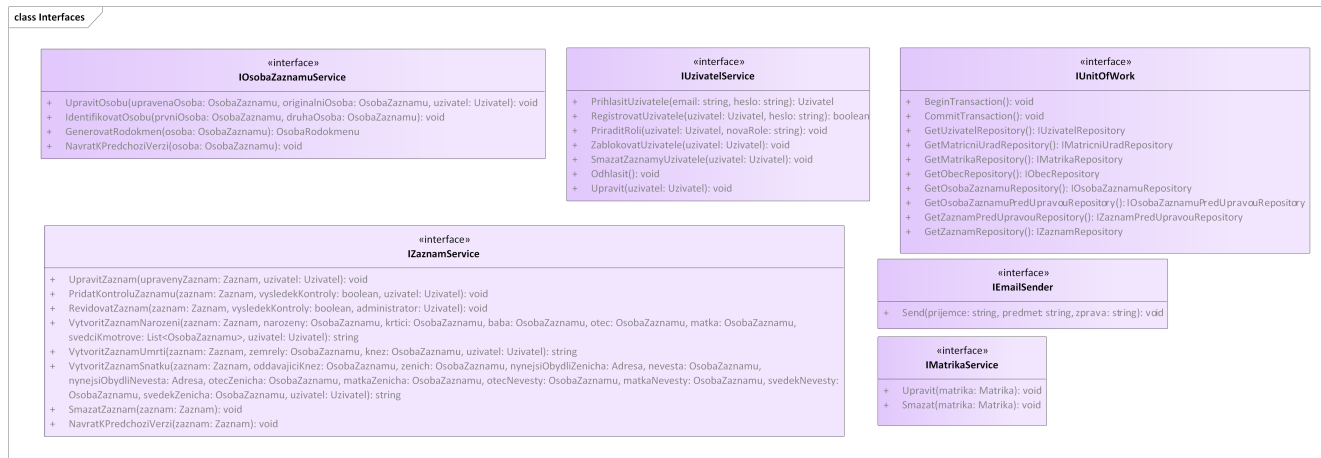 class Interfaces
«interface»
IOsobaZaznamuService
+ UpravitOsobu(upravenaOsoba: OsobaZaznamu, originalniOsoba: OsobaZaznamu, uzivatel: Uzivatel): void
+ IdentifikovatOsobu(prvniOsoba: OsobaZaznamu, druhaOsoba: OsobaZaznamu): void
+ GenerovatRodokmen(osoba: OsobaZaznamu): OsobaRodokmenu
+ NavratKPredchoziVerzi(osoba: OsobaZaznamu): void
«interface»
IUzivatelService
+ PrihlasitUzivatele(email: string, heslo: string): Uzivatel
+ RegistrovatUzivatele(uzivatel: Uzivatel, heslo: string): boolean
+ PriraditRoli(uzivatel: Uzivatel, novaRole: string): void
+ ZablokovatUzivatele(uzivatel: Uzivatel): void
+ SmazatZaznamyUzivatele(uzivatel: Uzivatel): void
+ Odhlasit(): void
+ Upravit(uzivatel: Uzivatel): void
«interface»
IUnitOfWork
+ BeginTransaction(): void
+ CommitTransaction(): void
+ GetUzivatelRepository(): IUzivatelRepository
+ GetMatricniUradRepository(): IMatricniUradRepository
+ GetMatrikaRepository(): IMatrikaRepository
+ GetObecRepository(): IObecRepository
+ GetOsobaZaznamuRepository(): IOsobaZaznamuRepository
+ GetOsobaZaznamuPredUpravouRepository(): IOsobaZaznamuPredUpravouRepository
+ GetZaznamPredUpravouRepository(): IZaznamPredUpravouRepository
+ GetZaznamRepository(): IZaznamRepository
«interface»
IZaznamService
+ UpravitZaznam(upravenyZaznam: Zaznam, uzivatel: Uzivatel): void
+ PridatKontroluZaznamu(zaznam: Zaznam, vysledekKontroly: boolean, uzivatel: Uzivatel): void
+ RevidovatZaznam(zaznam: Zaznam, vysledekKontroly: boolean, administrator: Uzivatel): void
+ VytvoritZaznamNarozeni(zaznam: Zaznam, narozeny: OsobaZaznamu, krtici: OsobaZaznamu, baba: OsobaZaznamu, otec: OsobaZaznamu, matka: OsobaZaznamu,
svedciKmotrove: List<OsobaZaznamu>, uzivatel: Uzivatel): string
+ VytvoritZaznamUmrti(zaznam: Zaznam, zemrely: OsobaZaznamu, knez: OsobaZaznamu, uzivatel: Uzivatel): string
+ VytvoritZaznamSnatku(zaznam: Zaznam, oddavajiciKnez: OsobaZaznamu, zenich: OsobaZaznamu, nynejsiObydliZenicha: Adresa, nevesta: OsobaZaznamu,
nynejsiObydliNevesta: Adresa, otecZenicha: OsobaZaznamu, matkaZenicha: OsobaZaznamu, otecNevesty: OsobaZaznamu, matkaNevesty: OsobaZaznamu, svedekNevesty:
OsobaZaznamu, svedekZenicha: OsobaZaznamu, uzivatel: Uzivatel): string
+ SmazatZaznam(zaznam: Zaznam): void
+ NavratKPredchoziVerzi(zaznam: Zaznam): void
«interface»
IEmailSender
+ Send(prijemce: string, predmet: string, zprava: string): void
«interface»
IMatrikaService
+ Upravit(matrika: Matrika): void
+ Smazat(matrika: Matrika): void